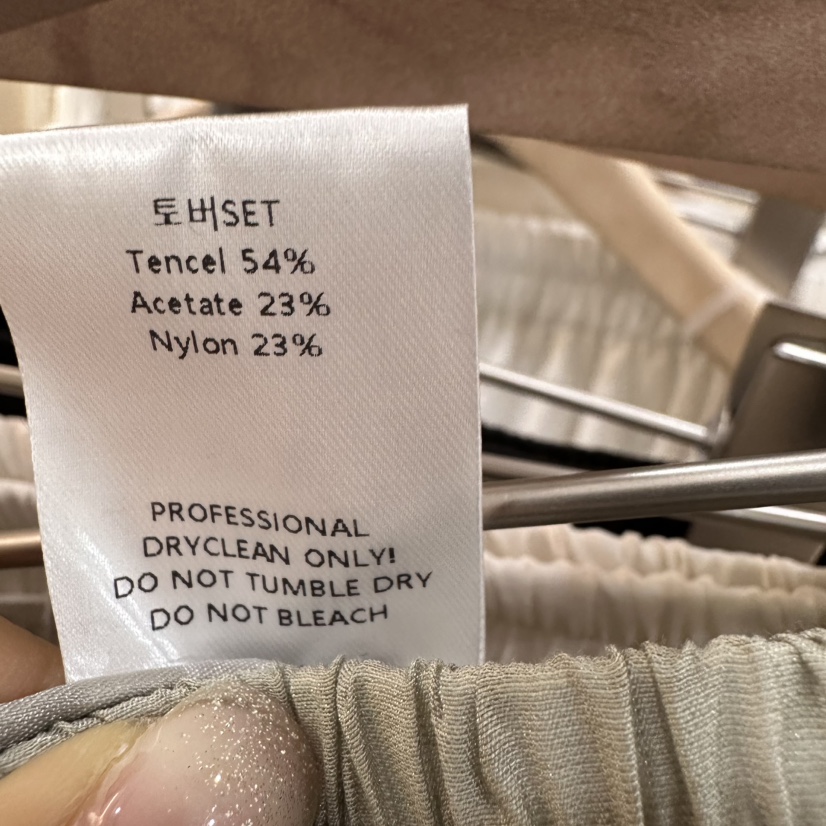 토버SET
Tencel 54%
Acetate 23%
Nylon 23%
PROFESSIONAL
DRYCLEAN ONLY!
DO NOT TUMBLE DRY
DO NOT BLEACH